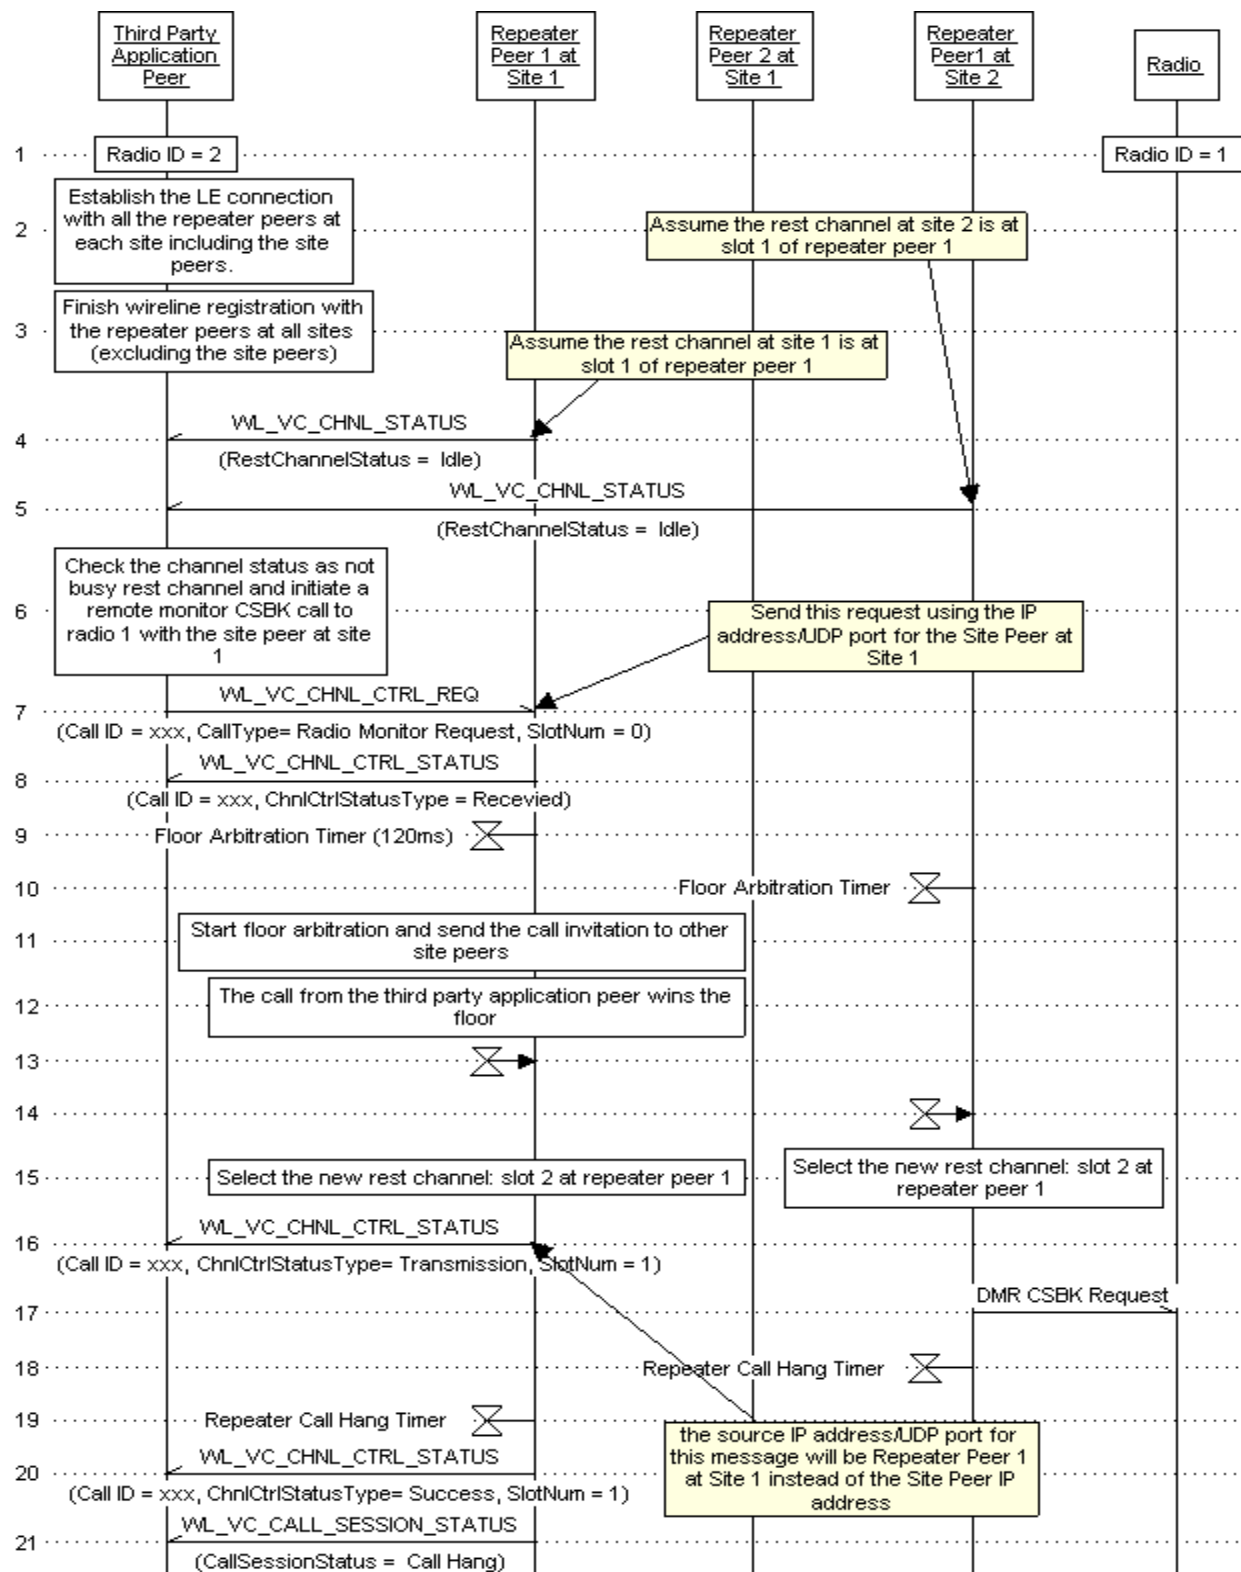 Third Party
Application
Peer
Repeater
Peer 1 at
Site 1
Repeater
Peer 2 at
Site 1
Repeater
Peer1 at
Site 2
Radio
1
Radio ID = 2
Radio ID = 1
2
Establish the LE connection
with all the repeater peers at
each site including the site
peers.
Assume the rest channel at site 2 is at
slot 1 of repeater peer 1
3
Finish wireline registration with
the repeater peers at all sites
(excluding the site peers)
Assume the rest channel at site 1 is at
slot 1 of repeater peer 1
WL_VC_CHNL_STATUS
4
(RestChannelStatus = Idle)
WL_VC_CHNL_STATUS
5
(RestChannelStatus = Idle)
6
Check the channel status as not
busy rest channel and initiate a
remote monitor CSBK call to
radio 1 with the site peer at site
1
Send this request using the IP
address/UDP port for the Site Peer at
Site 1
WL_VC_CHNL_CTRL_REQ
7
(Call ID = xxx, CallType= Radio Monitor Request, SlotNum = 0)
WL_VC_CHNL_CTRL_STATUS
8
(Call ID = xxx, ChnlCtrlStatusType = Recevied)
9
Floor Arbitration Timer (120ms)
10
Floor Arbitration Timer
11
Start floor arbitration and send the call invitation to other
site peers
12
The call from the third party application peer wins the
floor
13
14
15
Select the new rest channel: slot 2 at repeater peer 1
Select the new rest channel: slot 2 at
repeater peer 1
WL_VC_CHNL_CTRL_STATUS
16
(Call ID = xxx, ChnlCtrlStatusType= Transmission, SlotNum = 1)
DMR CSBK Request
17
18
Repeater Call Hang Timer
19
Repeater Call Hang Timer
the source IP address/UDP port for
this message will be Repeater Peer 1
at Site 1 instead of the Site Peer IP
address
WL_VC_CHNL_CTRL_STATUS
20
(Call ID = xxx, ChnlCtrlStatusType= Success, SlotNum = 1)
WL_VC_CALL_SESSION_STATUS
21
(CallSessionStatus = Call Hang)